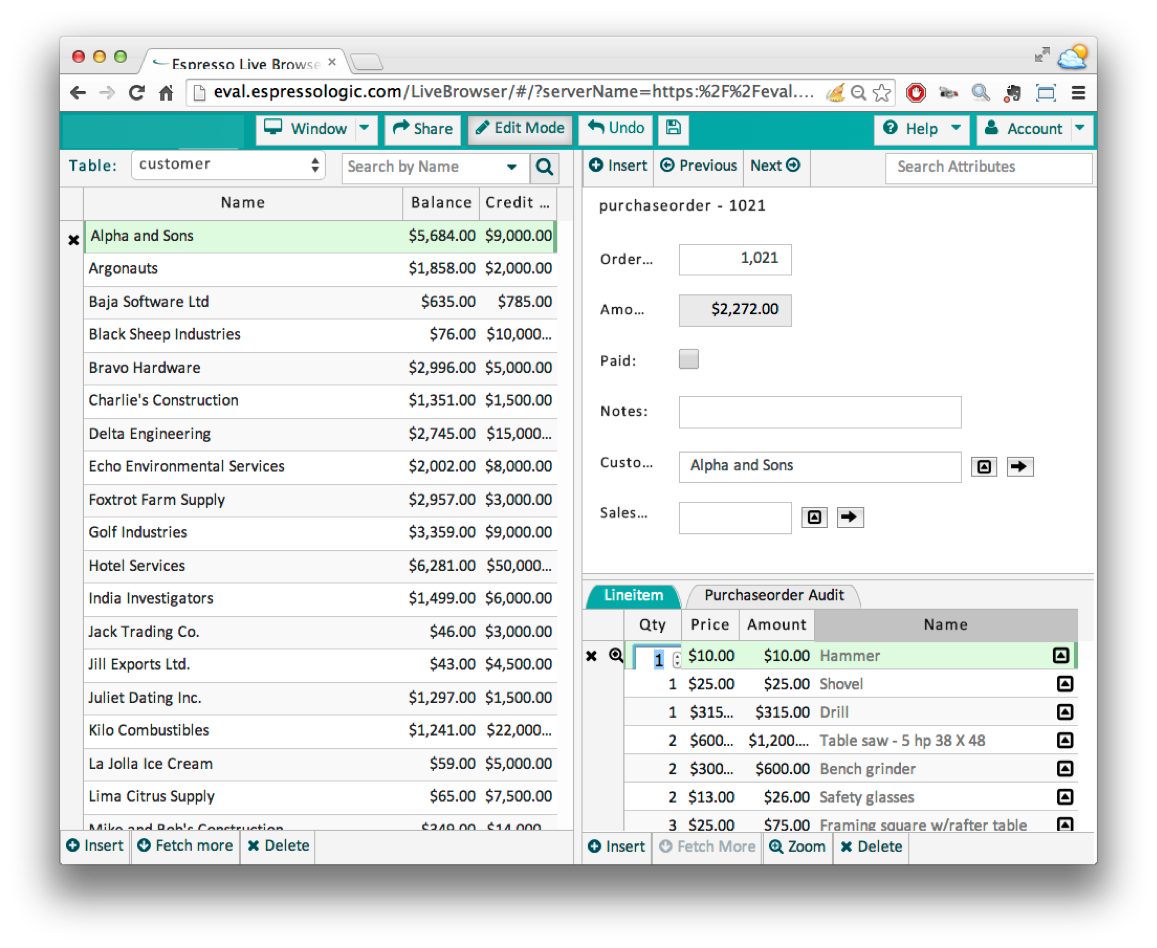 Espresso Live Browse
eval.espressologic.com/LiveBrowser/#/?serverName=https:%2F%2Feval....
Window Share Edit Mode Undo Help Account
Table: customer Search by Name
Name Balance Credit ...
Alpha and Sons $5,684.00 $9,000.00
Argonauts $1,858.00 $2,000.00
Baja Software Ltd $635.00 $785.00
Black Sheep Industries $76.00 $10,000...
Bravo Hardware $2,996.00 $5,000.00
Charlie's Construction $1,351.00 $1,500.00
Delta Engineering $2,745.00 $15,000...
Echo Environmental Services $2,002.00 $8,000.00
Foxtrot Farm Supply $2,957.00 $3,000.00
Golf Industries $3,359.00 $9,000.00
Hotel Services $6,281.00 $50,000...
India Investigators $1,499.00 $6,000.00
Jack Trading Co. $46.00 $3,000.00
Jill Exports Ltd. $43.00 $4,500.00
Juliet Dating Inc. $1,297.00 $1,500.00
Kilo Combustibles $1,241.00 $22,000...
La Jolla Ice Cream $59.00 $5,000.00
Lima Citrus Supply $65.00 $7,500.00
Mike and Bob's Construction $349.00 $14,000
Insert Fetch more Delete
Insert Previous Next Search Attributes
purchaseorder - 1021
Order... 1,021
Amo... $2,272.00
Paid:
Notes:
Custo... Alpha and Sons
Sales...
Lineitem Purchaseorder Audit
Qty Price Amount Name
1 $10.00 $10.00 Hammer
1 $25.00 $25.00 Shovel
1 $315... $315.00 Drill
2 $600... $1,200.... Table saw - 5 hp 38 X 48
2 $300... $600.00 Bench grinder
2 $13.00 $26.00 Safety glasses
3 $25.00 $75.00 Framing square w/rafter table
Insert Fetch More Zoom Delete